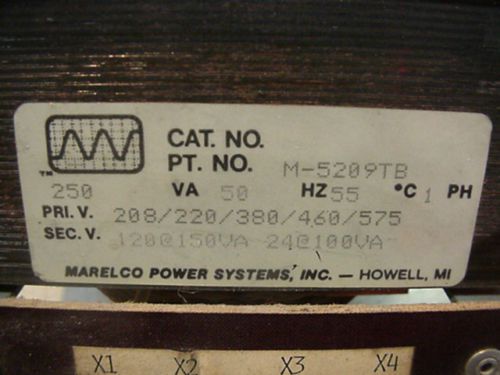 CAT. NO.
PT. NO. M-5209TB
TM 250 VA 50 HZ 55 °C 1 PH
PRI. V. 208/220/380/460/575
SEC. V. 120@150VA 24@100VA
MARELCO POWER SYSTEMS, INC. — HOWELL, MI
X1 X2 X3 X4